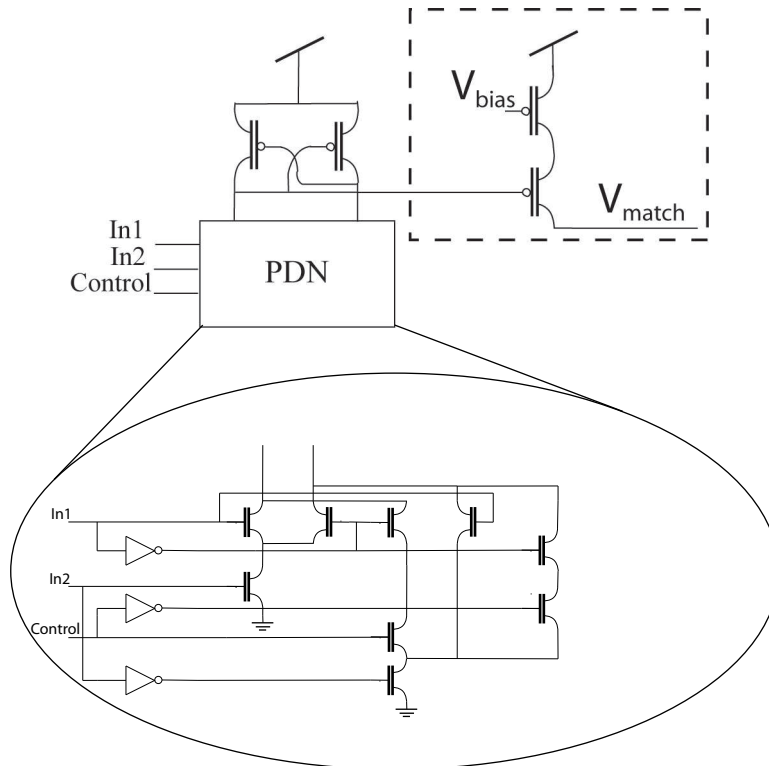 V_bias
V_match
In1
In2
Control
PDN
In1
In2
Control